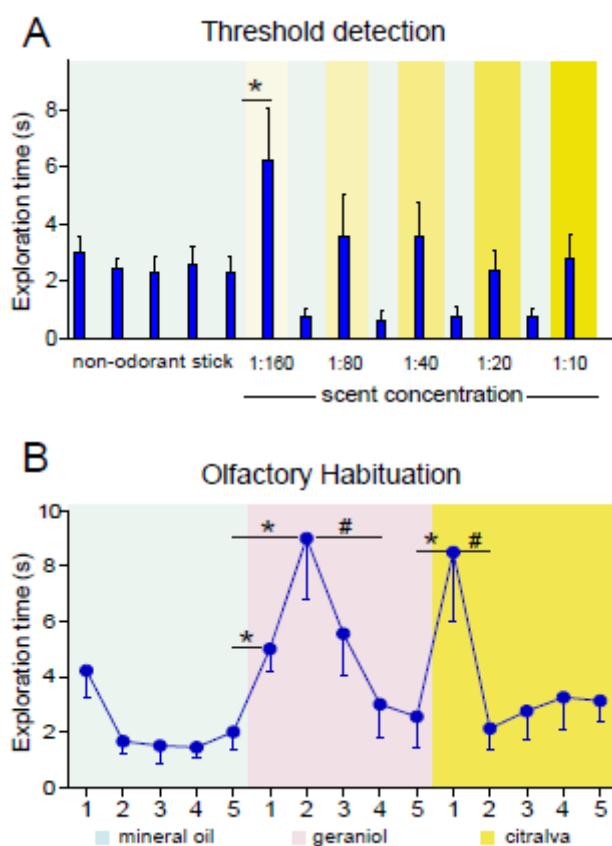 A
Threshold detection
Exploration time (s)
8
6
4
2
0
*
non-odorant stick 1:160 1:80 1:40 1:20 1:10
scent concentration
B
Olfactory Habituation
Exploration time (s)
10
8
6
4
2
0
* # * #
*
1 2 3 4 5 1 2 3 4 5 1 2 3 4 5
mineral oil geraniol citralva